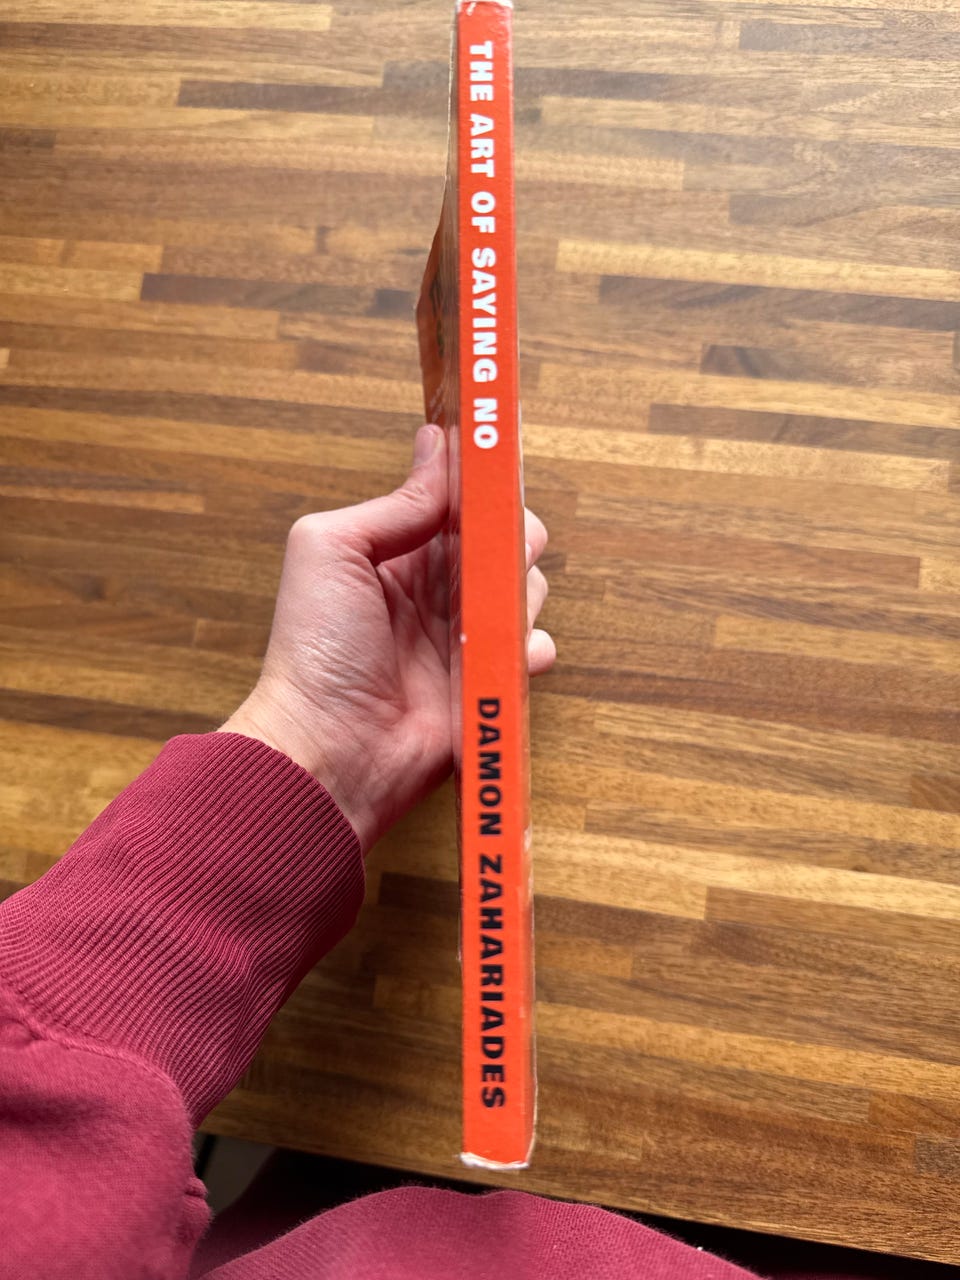 THE ART OF SAYING NO
DAMON ZAHARIADES